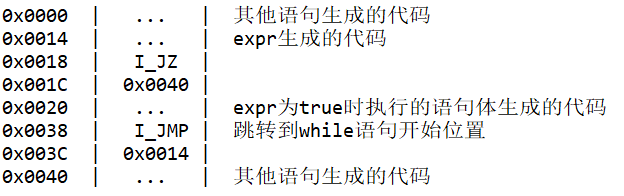 0x0000 | ... | 其他语句生成的代码
0x0014 | ... | expr生成的代码
0x0018 | I_JZ |
0x001C | 0x0040 |
0x0020 | ... | expr为true时执行的语句体生成的代码
0x0038 | I_JMP | 跳转到while语句开始位置
0x003C | 0x0014 |
0x0040 | ... | 其他语句生成的代码